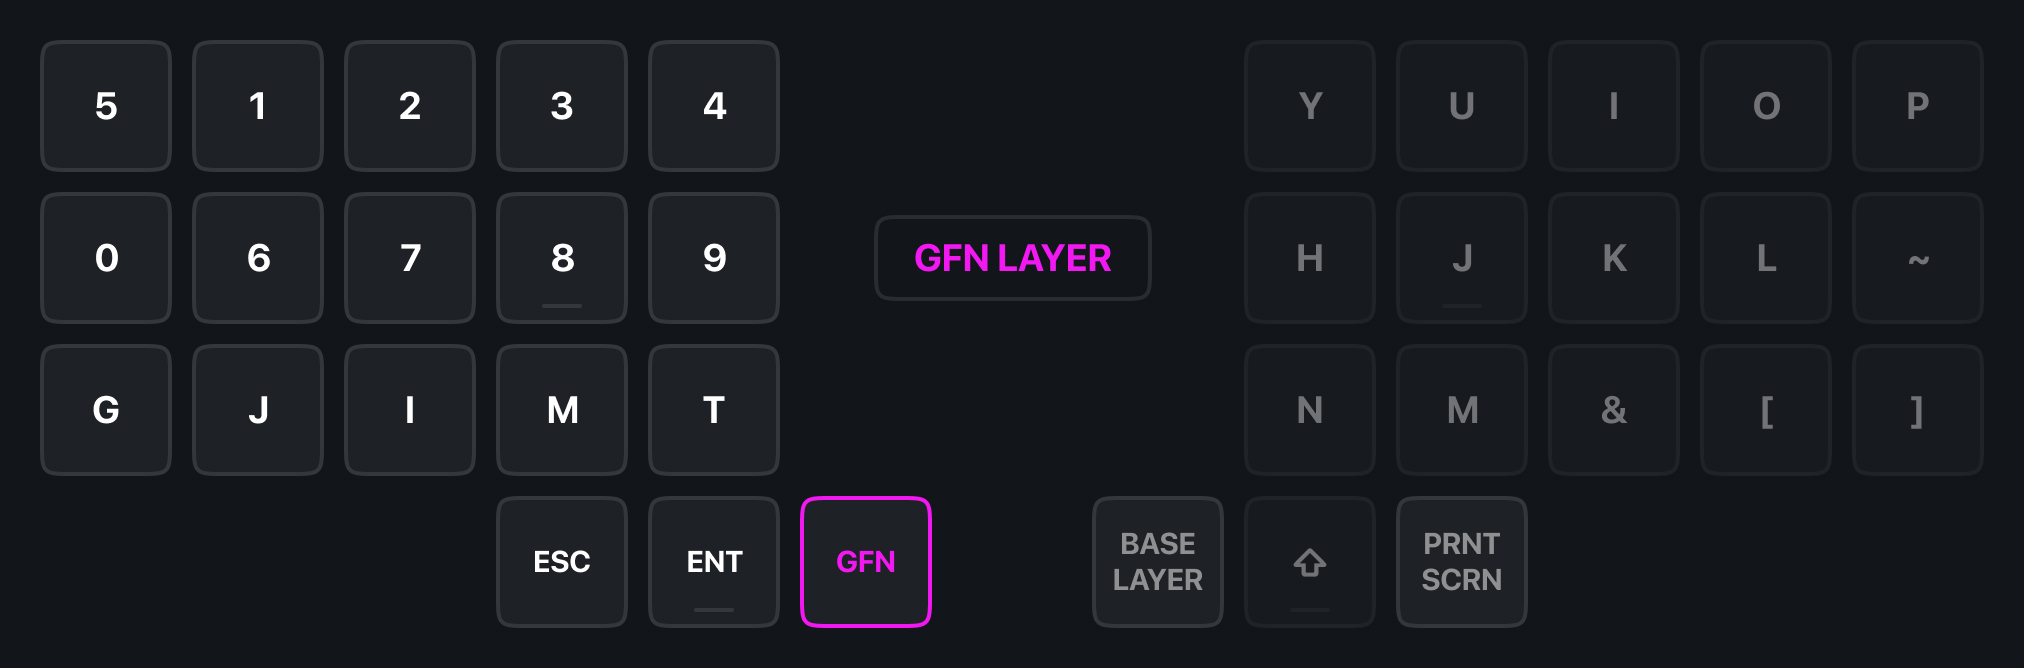 5 1 2 3 4 Y U I O P
0 6 7 8 9 GFN LAYER H J K L ~
G J I M T N M & [ ]
ESC ENT GFN BASE LAYER PRNT SCRN